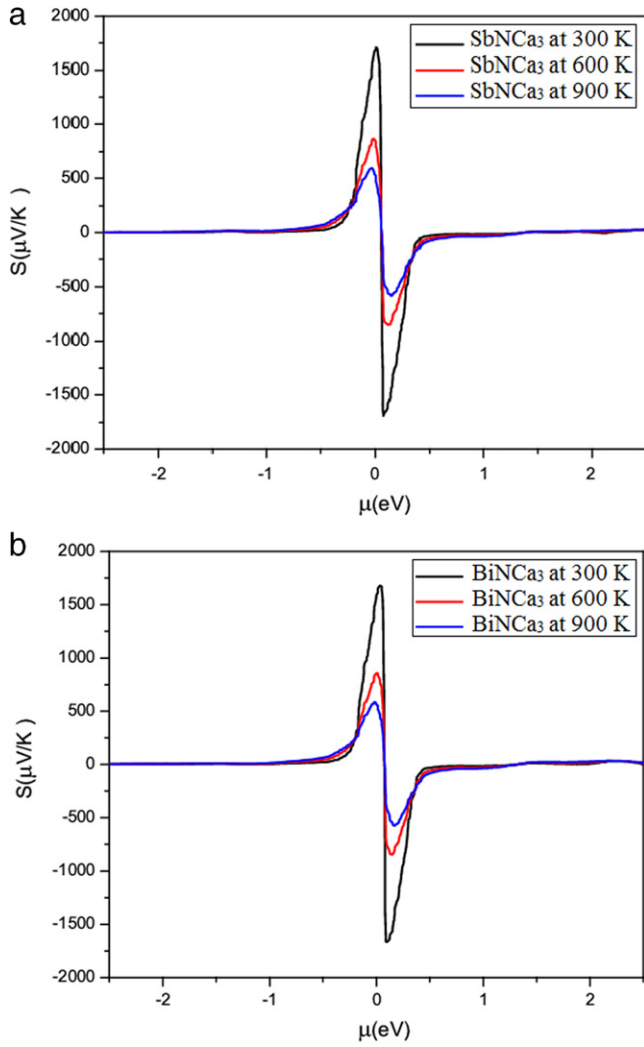 a
SbNCa₃ at 300 K
SbNCa₃ at 600 K
SbNCa₃ at 900 K
2000
1500
1000
500
0
-500
-1000
-1500
-2000
S(μV/K)
-2 -1 0 1 2
μ(eV)
b
BiNCa₃ at 300 K
BiNCa₃ at 600 K
BiNCa₃ at 900 K
2000
1500
1000
500
0
-500
-1000
-1500
-2000
S(μV/K)
-2 -1 0 1 2
μ(eV)